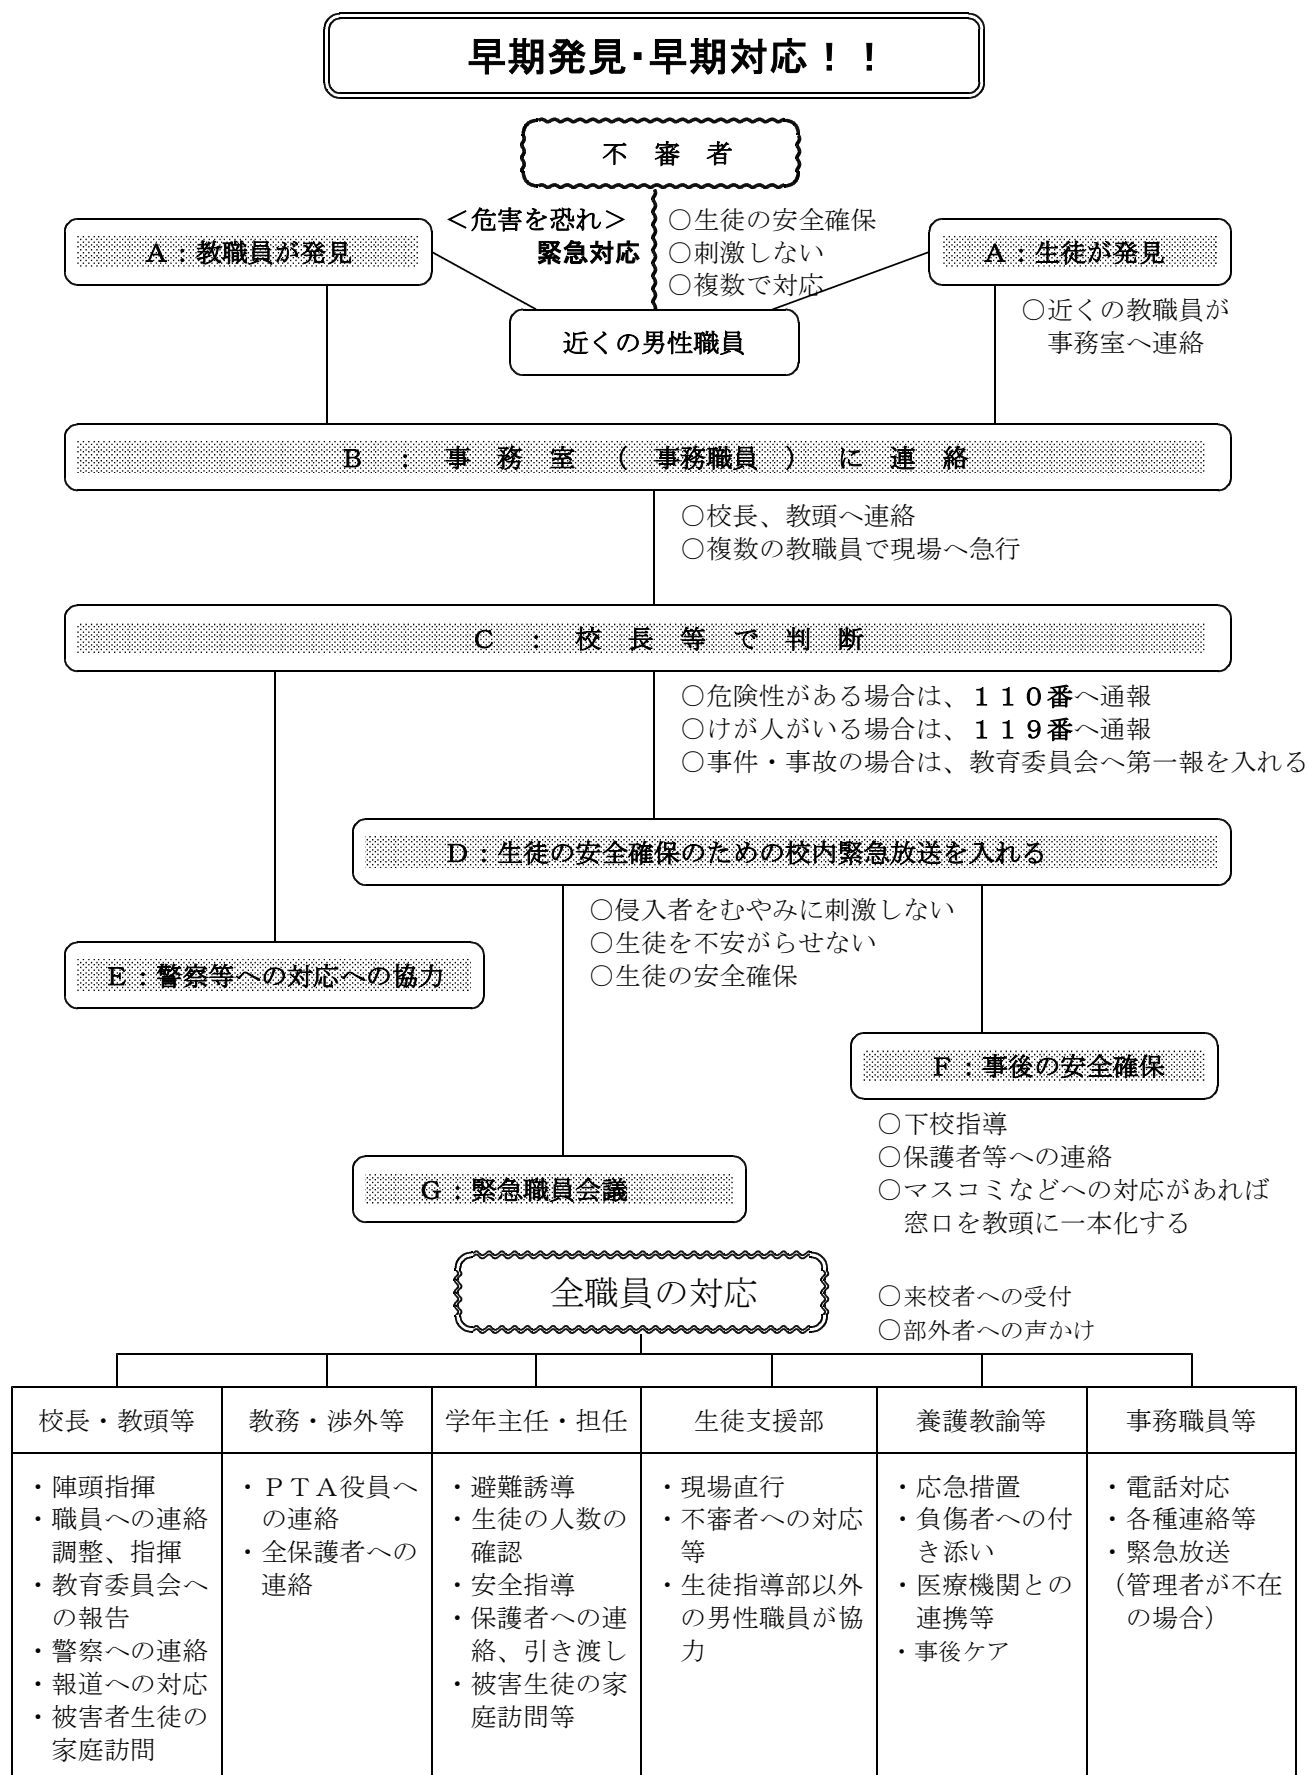 早期発見・早期対応！！
不　審　者
＜危害を恐れ＞
緊急対応
○生徒の安全確保
○刺激しない
○複数で対応
Ａ：教職員が発見
Ａ：生徒が発見
○近くの教職員が
事務室へ連絡
近くの男性職員
Ｂ　：　事　務　室　（　事務職員　）　に　連　絡
○校長、教頭へ連絡
○複数の教職員で現場へ急行
Ｃ　：　校　長　等　で　判　断
○危険性がある場合は、１１０番へ通報
○けが人がいる場合は、１１９番へ通報
○事件・事故の場合は、教育委員会へ第一報を入れる
Ｄ：生徒の安全確保のための校内緊急放送を入れる
○侵入者をむやみに刺激しない
○生徒を不安がらせない
○生徒の安全確保
Ｅ：警察等への対応への協力
Ｆ：事後の安全確保
○下校指導
○保護者等への連絡
○マスコミなどへの対応があれば
窓口を教頭に一本化する
Ｇ：緊急職員会議
全職員の対応
○来校者への受付
○部外者への声かけ
校長・教頭等
・陣頭指揮
・職員への連絡
調整、指揮
・教育委員会へ
の報告
・警察への連絡
・報道への対応
・被害者生徒の
家庭訪問
教務・渉外等
・ＰＴＡ役員へ
の連絡
・全保護者への
連絡
学年主任・担任
・避難誘導
・生徒の人数の
確認
・安全指導
・保護者への連
絡、引き渡し
・被害生徒の家
庭訪問等
生徒支援部
・現場直行
・不審者への対応
等
・生徒指導部以外
の男性職員が協
力
養護教諭等
・応急措置
・負傷者への付
き添い
・医療機関との
連携等
・事後ケア
事務職員等
・電話対応
・各種連絡等
・緊急放送
（管理者が不在
の場合）